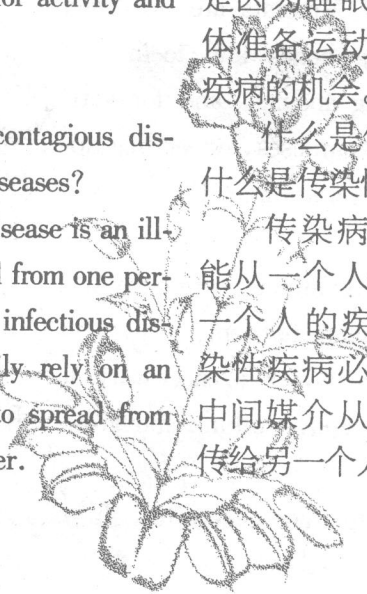 or activity and
contagious dis-
seases?
sease is an ill-
from one per-
infectious dis-
ly rely on an
to spread from
er.
是因为睡眠
体准备运动
疾病的机会。
什么是
什么是传染
传染病
能从一个人
一个人的疾
染性疾病必
中间媒介从
传给另一个人